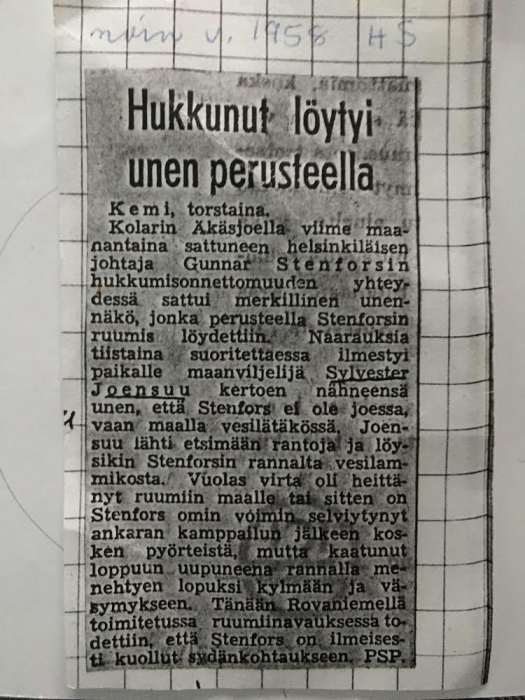 noin v. 1958 HS
Hukkunut löytyi
unen perusteella
Kemi, torstaina.
Kolarin Äkäsjoella viime maa-
nantaina sattuneen helsinkiläisen
johtaja Gunnar Stenforsin
hukkumisonnettomuuden yhtey-
dessä sattui merkillinen unen-
näkö, jonka perusteella Stenforsin
ruumis löydettiin. Naarauksia
tiistaina suoritettaessa ilmestyi
paikalle maanviljelijä Sylvester
Joensuu kertoen nähneensä
unen, että Stenfors ei ole joessa,
vaan maalla vesilätäkössä. Joen-
suu lähti etsimään rantoja ja löy-
sikin Stenforsin rannalta vesilam-
mikosta. Vuolas virta oli heittä-
nyt ruumiin maalle tai sitten on
Stenfors omin voimin selviytynyt
ankaran kamppailun jälkeen kos-
ken pyörteistä, mutta kaatunut
loppuun uupuneena rannalla me-
nehtyen lopuksi kylmään ja vä-
symykseen. Tänään Rovaniemellä
toimitetussa ruumiinavauksessa to-
dettiin, että Stenfors on ilmeises-
ti kuollut sydänkohtaukseen. PSP.